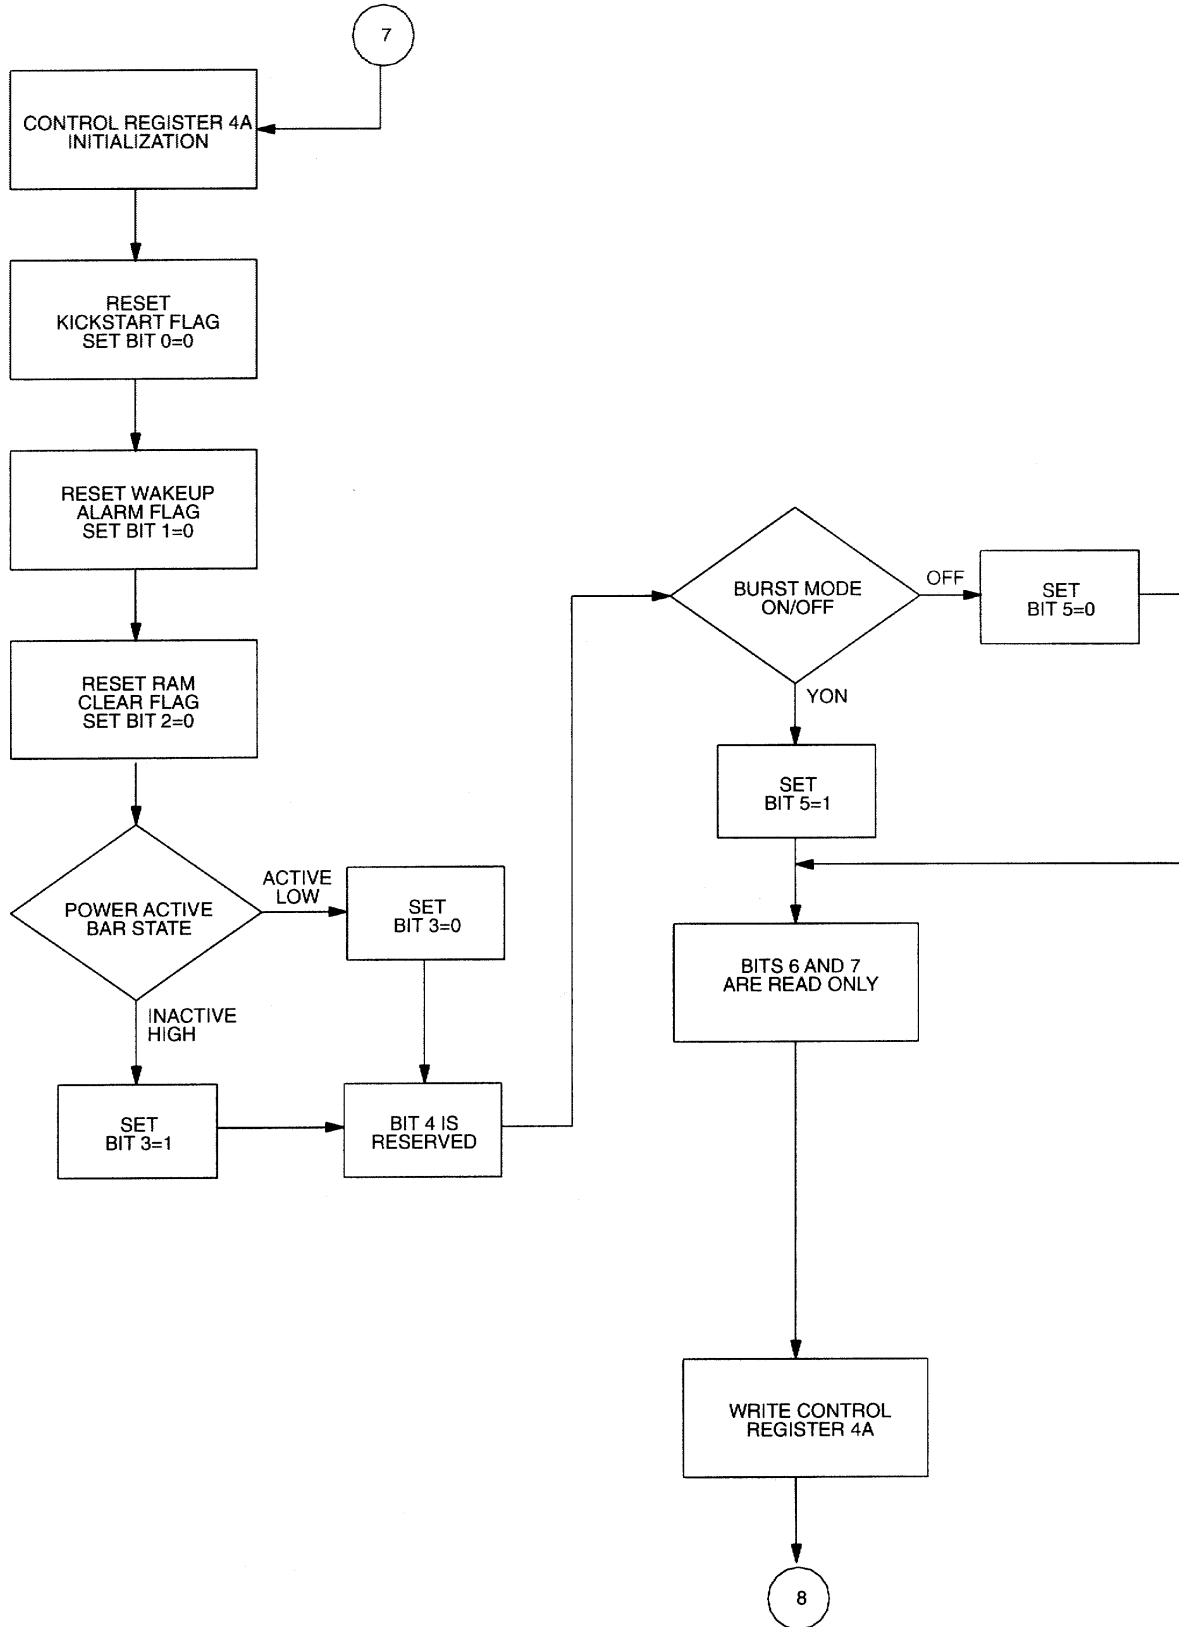 7
CONTROL REGISTER 4A
INITIALIZATION
RESET
KICKSTART FLAG
SET BIT 0=0
RESET WAKEUP
ALARM FLAG
SET BIT 1=0
RESET RAM
CLEAR FLAG
SET BIT 2=0
POWER ACTIVE
BAR STATE
ACTIVE
LOW
SET
BIT 3=0
INACTIVE
HIGH
SET
BIT 3=1
BIT 4 IS
RESERVED
BURST MODE
ON/OFF
OFF
SET
BIT 5=0
YON
SET
BIT 5=1
BITS 6 AND 7
ARE READ ONLY
WRITE CONTROL
REGISTER 4A
8